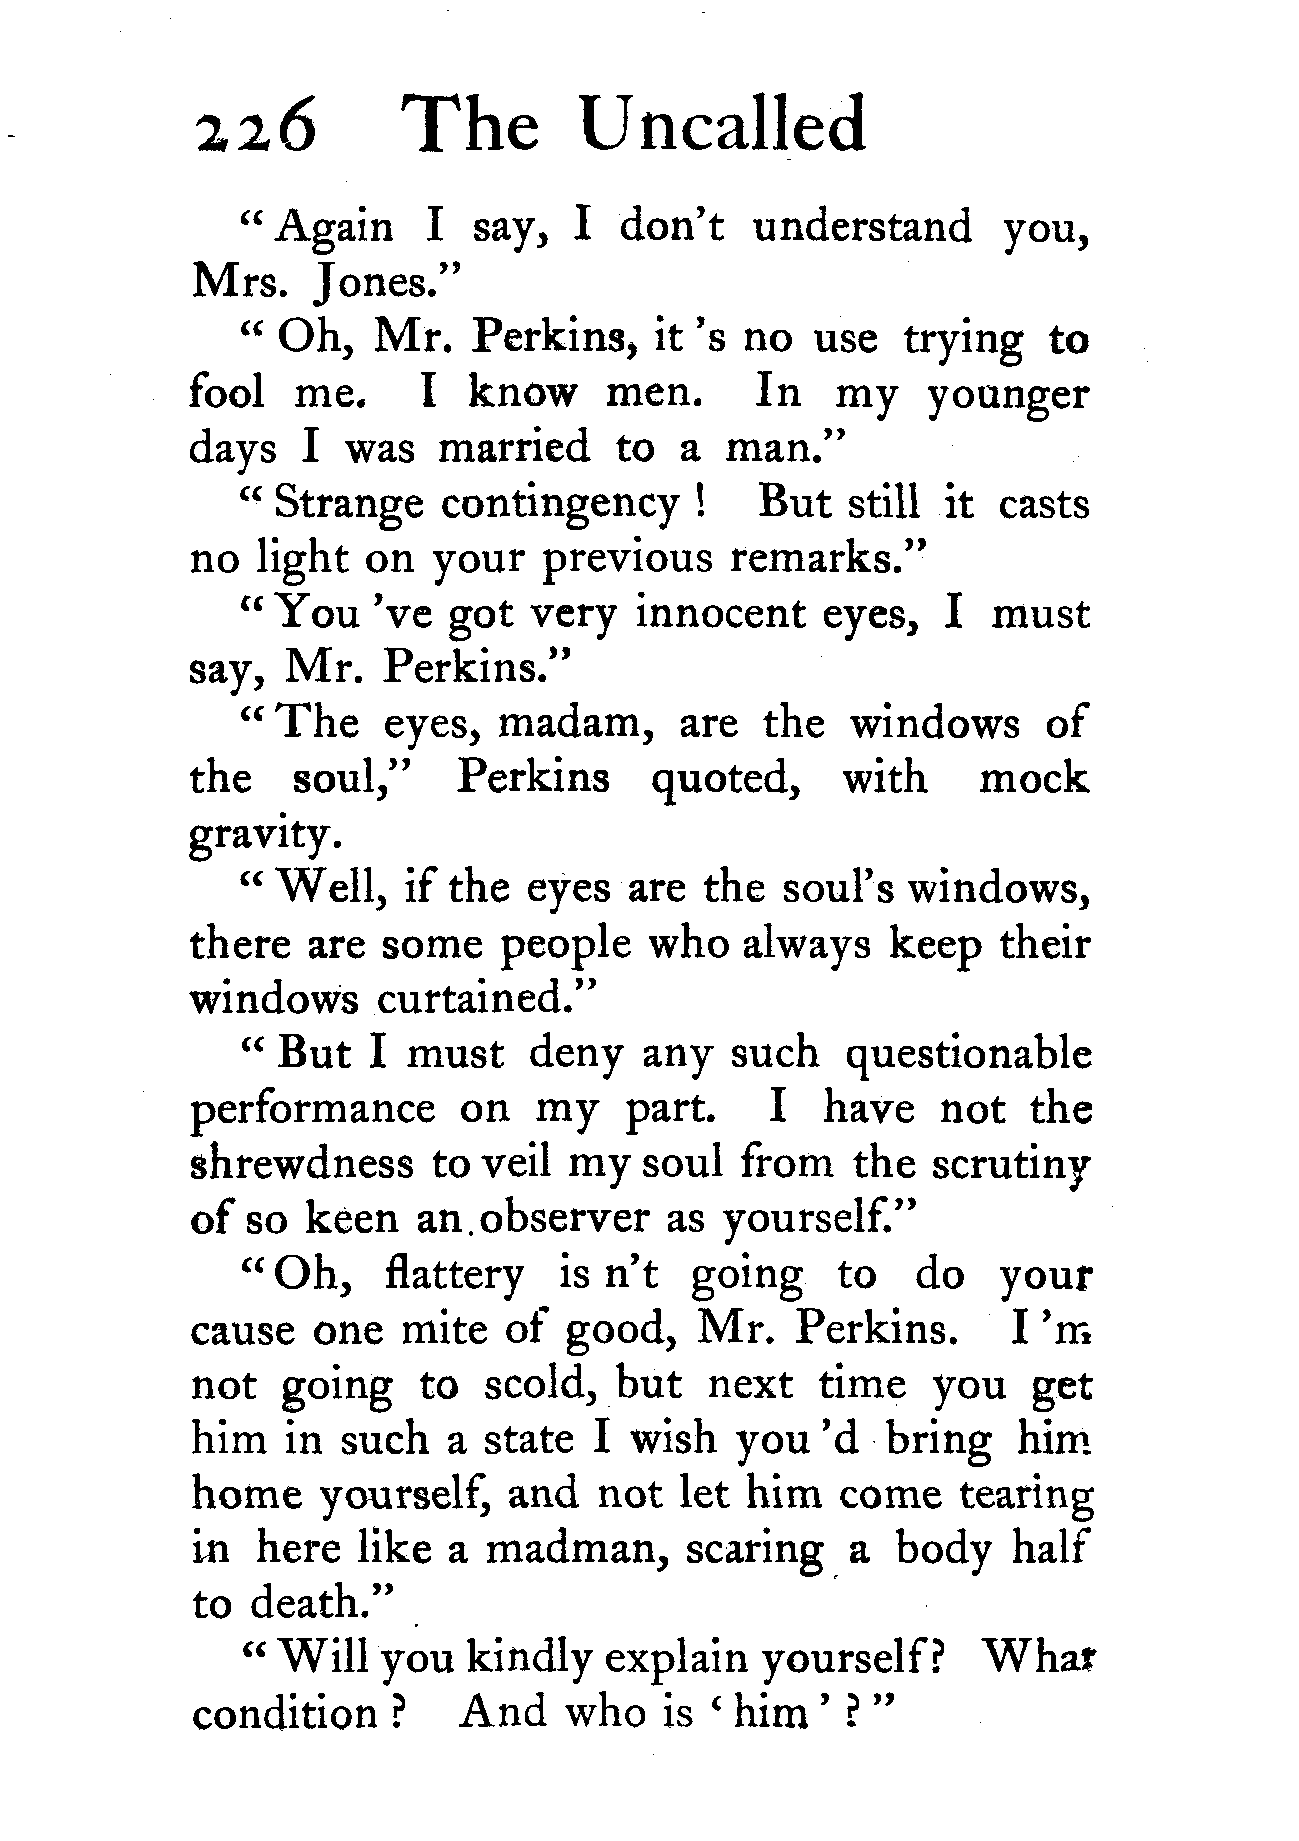 226 The Uncalled
“ Again I say, I don’t understand you,
Mrs. Jones.”
“ Oh, Mr. Perkins, it ’s no use trying to
fool me. I know men. In my younger
days I was married to a man.”
“ Strange contingency ! But still it casts
no light on your previous remarks.”
“ You ’ve got very innocent eyes, I must
say, Mr. Perkins.”
“ The eyes, madam, are the windows of
the soul,” Perkins quoted, with mock
gravity.
“ Well, if the eyes are the soul’s windows,
there are some people who always keep their
windows curtained.”
“ But I must deny any such questionable
performance on my part. I have not the
shrewdness to veil my soul from the scrutiny
of so keen an observer as yourself.”
“ Oh, flattery is n’t going to do your
cause one mite of good, Mr. Perkins. I ’m
not going to scold, but next time you get
him in such a state I wish you ’d bring him
home yourself, and not let him come tearing
in here like a madman, scaring a body half
to death.”
“ Will you kindly explain yourself? What
condition ? And who is ‘ him ’ ? ”